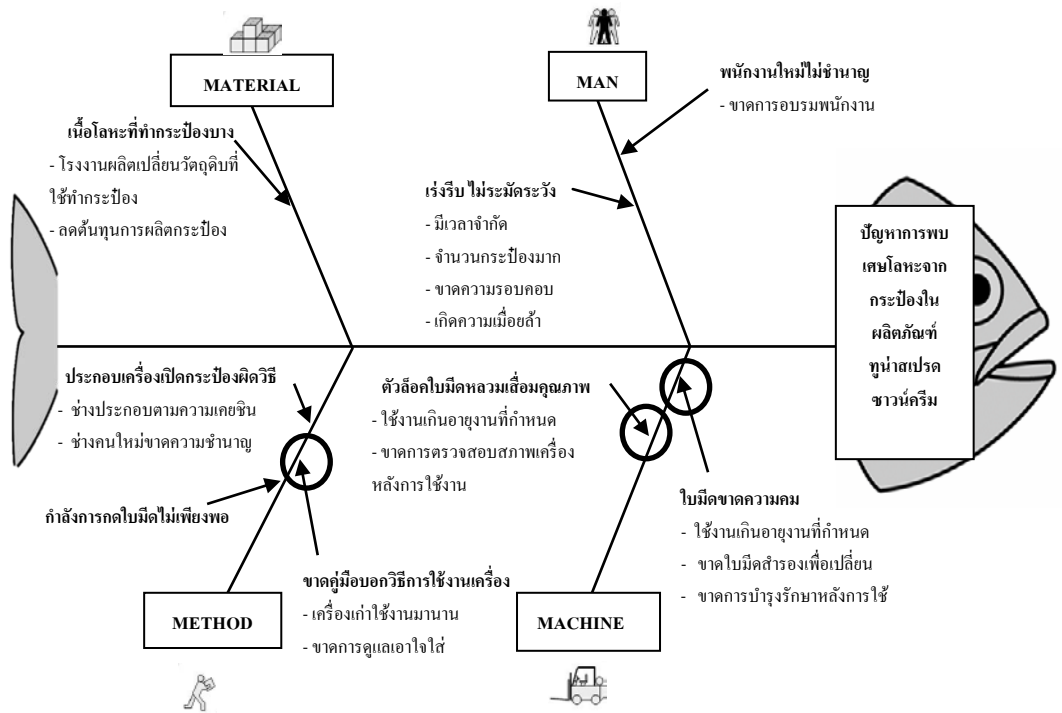 MATERIAL
MAN
พนักงานใหม่ไม่ชำนาญ
- ขาดการอบรมพนักงาน
เนื้อโลหะที่ทำกระป๋องบาง
- โรงงานผลิตเปลี่ยนวัตถุดิบที่
ใช้ทำกระป๋อง
- ลดต้นทุนการผลิตกระป๋อง
เร่งรีบ ไม่ระมัดระวัง
- มีเวลาจำกัด
- จำนวนกระป๋องมาก
- ขาดความรอบคอบ
- เกิดความเมื่อยล้า
ปัญหาการพบ
เศษโลหะจาก
กระป๋องใน
ผลิตภัณฑ์
ทูน่าสเปรด
ซาวน์ครีม
ประกอบเครื่องเปิดกระป๋องผิดวิธี
- ช่างประกอบตามความเคยชิน
- ช่างคนใหม่ขาดความชำนาญ
กำลังการกดใบมีดไม่เพียงพอ
ขาดคู่มือบอกวิธีการใช้งานเครื่อง
- เครื่องเก่าใช้งานมานาน
- ขาดการดูแลเอาใจใส่
ตัวล็อคใบมีดหลวมเสื่อมคุณภาพ
- ใช้งานเกินอายุงานที่กำหนด
- ขาดการตรวจสอบสภาพเครื่อง
หลังการใช้งาน
ใบมีดขาดความคม
- ใช้งานเกินอายุงานที่กำหนด
- ขาดใบมีดสำรองเพื่อเปลี่ยน
- ขาดการบำรุงรักษาหลังการใช้
METHOD
MACHINE